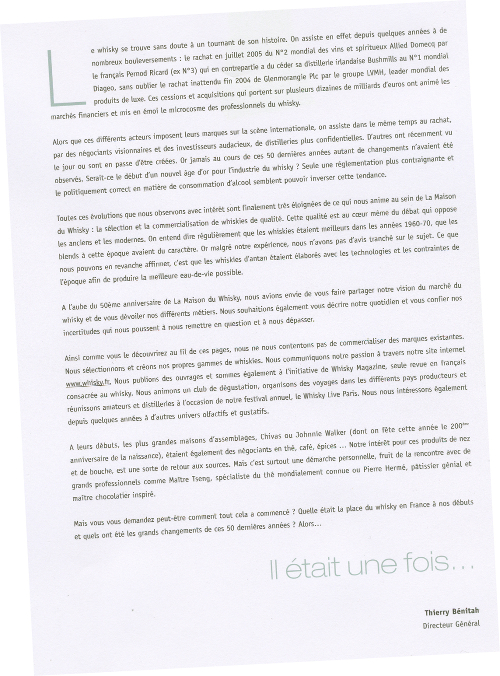 Le whisky se trouve sans doute à un tournant de son histoire. On assiste en effet depuis quelques années à de
nombreux bouleversements : le rachat en juillet 2005 du N°2 mondial des vins et spiritueux Allied Domecq par
le français Pernod Ricard (ex N°3) qui en contrepartie a du céder sa distillerie irlandaise Bushmills au N°1 mondial
Diageo, sans oublier le rachat inattendu fin 2004 de Glenmorangie Plc par le groupe LVMH, leader mondial des
produits de luxe. Ces cessions et acquisitions qui portent sur plusieurs dizaines de milliards d'euros ont animé les
marchés financiers et mis en émoi le microcosme des professionnels du whisky.
Alors que ces différents acteurs imposent leurs marques sur la scène internationale, on assiste dans le même temps au rachat,
par des négociants visionnaires et des investisseurs audacieux, de distilleries plus confidentielles. D'autres ont récemment vu
le jour ou sont en passe d'être créées. Or jamais au cours de ces 50 dernières années autant de changements n'avaient été
observés. Serait-ce le début d'un nouvel âge d'or pour l'industrie du whisky ? Seule une réglementation plus contraignante et
le politiquement correct en matière de consommation d'alcool semblent pouvoir inverser cette tendance.
Toutes ces évolutions que nous observons avec intérêt sont finalement très éloignées de ce qui nous anime au sein de La Maison
du Whisky : la sélection et la commercialisation de whiskies de qualité. Cette qualité est au cœur même du débat qui oppose
les anciens et les modernes. On entend dire régulièrement que les whiskies étaient meilleurs dans les années 1960-70, que les
blends à cette époque avaient du caractère. Or malgré notre expérience, nous n'avons pas d'avis tranché sur le sujet. Ce que
nous pouvons en revanche affirmer, c'est que les whiskies d'antan étaient élaborés avec les technologies et les contraintes de
l'époque afin de produire la meilleure eau-de-vie possible.
A l'aube du 50ème anniversaire de La Maison du Whisky, nous avions envie de vous faire partager notre vision du marché du
whisky et de vous dévoiler nos différents métiers. Nous souhaitions également vous décrire notre quotidien et vous confier nos
incertitudes qui nous poussent à nous remettre en question et à nous dépasser.
Ainsi comme vous le découvrirez au fil de ces pages, nous ne nous contentons pas de commercialiser des marques existantes.
Nous sélectionnons et créons nos propres gammes de whiskies. Nous communiquons notre passion à travers notre site internet
www.whisky.fr. Nous publions des ouvrages et sommes également à l'initiative de Whisky Magazine, seule revue en français
consacrée au whisky. Nous animons un club de dégustation, organisons des voyages dans les différents pays producteurs et
réunissons amateurs et distilleries à l'occasion de notre festival annuel, le Whisky Live Paris. Nous nous intéressons également
depuis quelques années à d'autres univers olfactifs et gustatifs.
A leurs débuts, les plus grandes maisons d'assemblages, Chivas ou Johnnie Walker (dont on fête cette année le 200ème
anniversaire de la naissance), étaient également des négociants en thé, café, épices ... Notre intérêt pour ces produits de nez
et de bouche, est une sorte de retour aux sources. Mais c'est surtout une démarche personnelle, fruit de la rencontre avec de
grands professionnels comme Maître Tseng, spécialiste du thé mondialement connue ou Pierre Hermé, pâtissier génial et
maître chocolatier inspiré.
Mais vous vous demandez peut-être comment tout cela a commencé ? Quelle était la place du whisky en France à nos débuts
et quels ont été les grands changements de ces 50 dernières années ? Alors...
Il était une fois...
Thierry Bénitah
Directeur Général